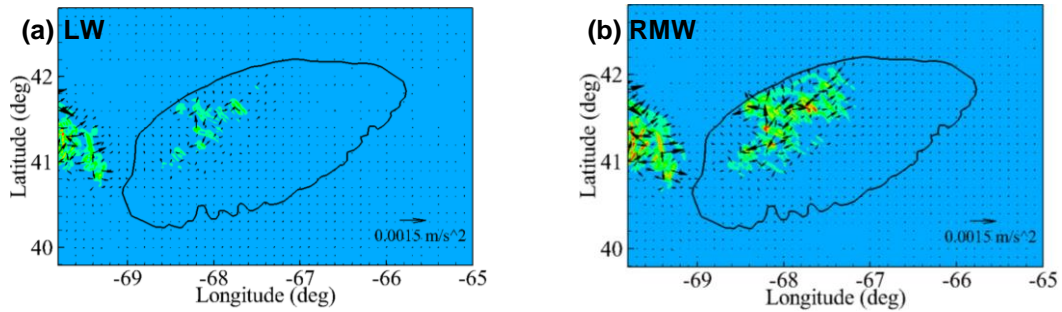 (a) LW
Latitude (deg)
42
41
40
0.0015 m/s^2
-69
-68
-67
-66
-65
Longitude (deg)
(b) RMW
Latitude (deg)
42
41
40
0.0015 m/s^2
-69
-68
-67
-66
-65
Longitude (deg)